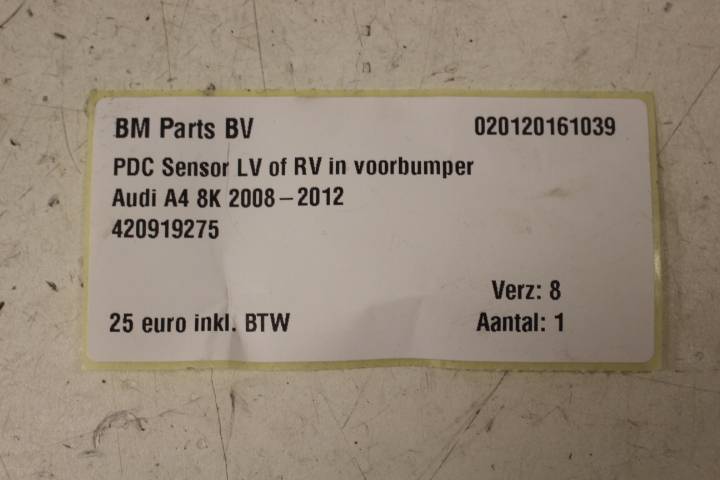 BM Parts BV 020120161039
PDC Sensor LV of RV in voorbumper
Audi A4 8K 2008-2012
420919275
Verz: 8
25 euro inkl. BTW Aantal: 1